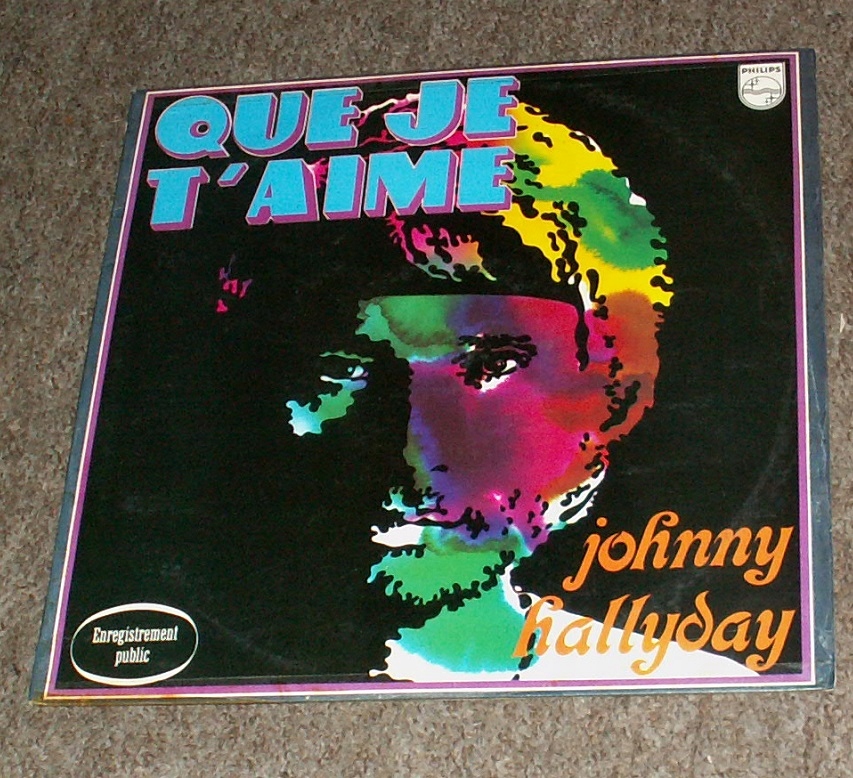 QUE JE
T'AIME
PHILIPS
johnny
hallyday
Enregistrement
public